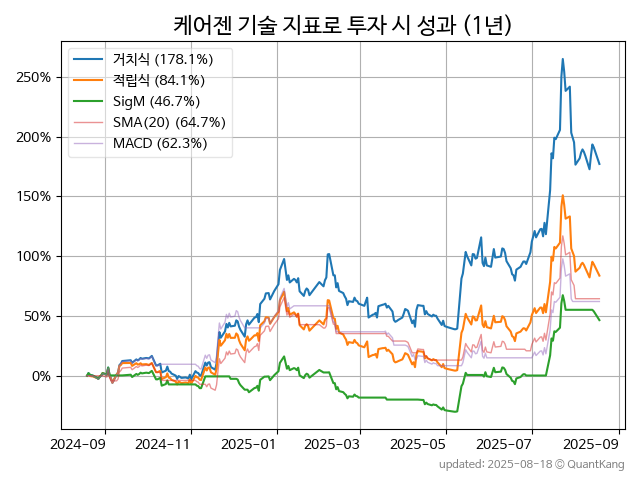 케어젠 기술 지표로 투자 시 성과 (1년)
거치식 (178.1%)
적립식 (84.1%)
SigM (46.7%)
SMA(20) (64.7%)
MACD (62.3%)
250%
200%
150%
100%
50%
0%
2024-09
2024-11
2025-01
2025-03
2025-05
2025-07
2025-09
updated: 2025-08-18 © QuantKang